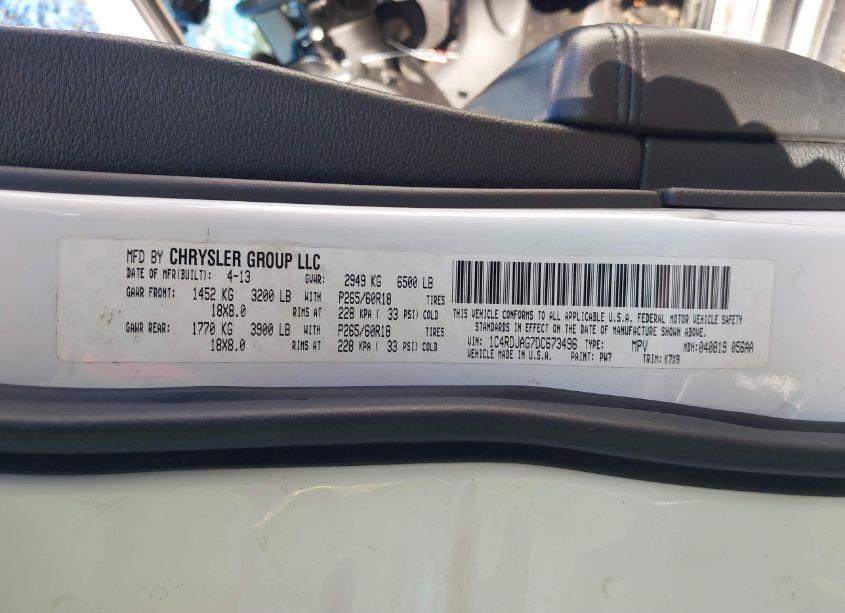 MFD BY CHRYSLER GROUP LLC
DATE OF MFR(BUILT): 4-13 GVWR: 2949 KG 6500 LB
GAWR FRONT: 1452 KG 3200 LB WITH P265/60R18 TIRES
18X8.0 RIMS AT 228 KPA ( 33 PSI) COLD
GAWR REAR: 1770 KG 3900 LB WITH P265/60R18 TIRES
18X8.0 RIMS AT 228 KPA ( 33 PSI) COLD
THIS VEHICLE CONFORMS TO ALL APPLICABLE U.S.A. FEDERAL MOTOR VEHICLE SAFETY
STANDARDS IN EFFECT ON THE DATE OF MANUFACTURE SHOWN ABOVE.
VIN: 1C4RDJAG7DC673496 TYPE: MPV MDH: 040819 056AA
VEHICLE MADE IN U.S.A. PAINT: PW7 TRIM: K7X9